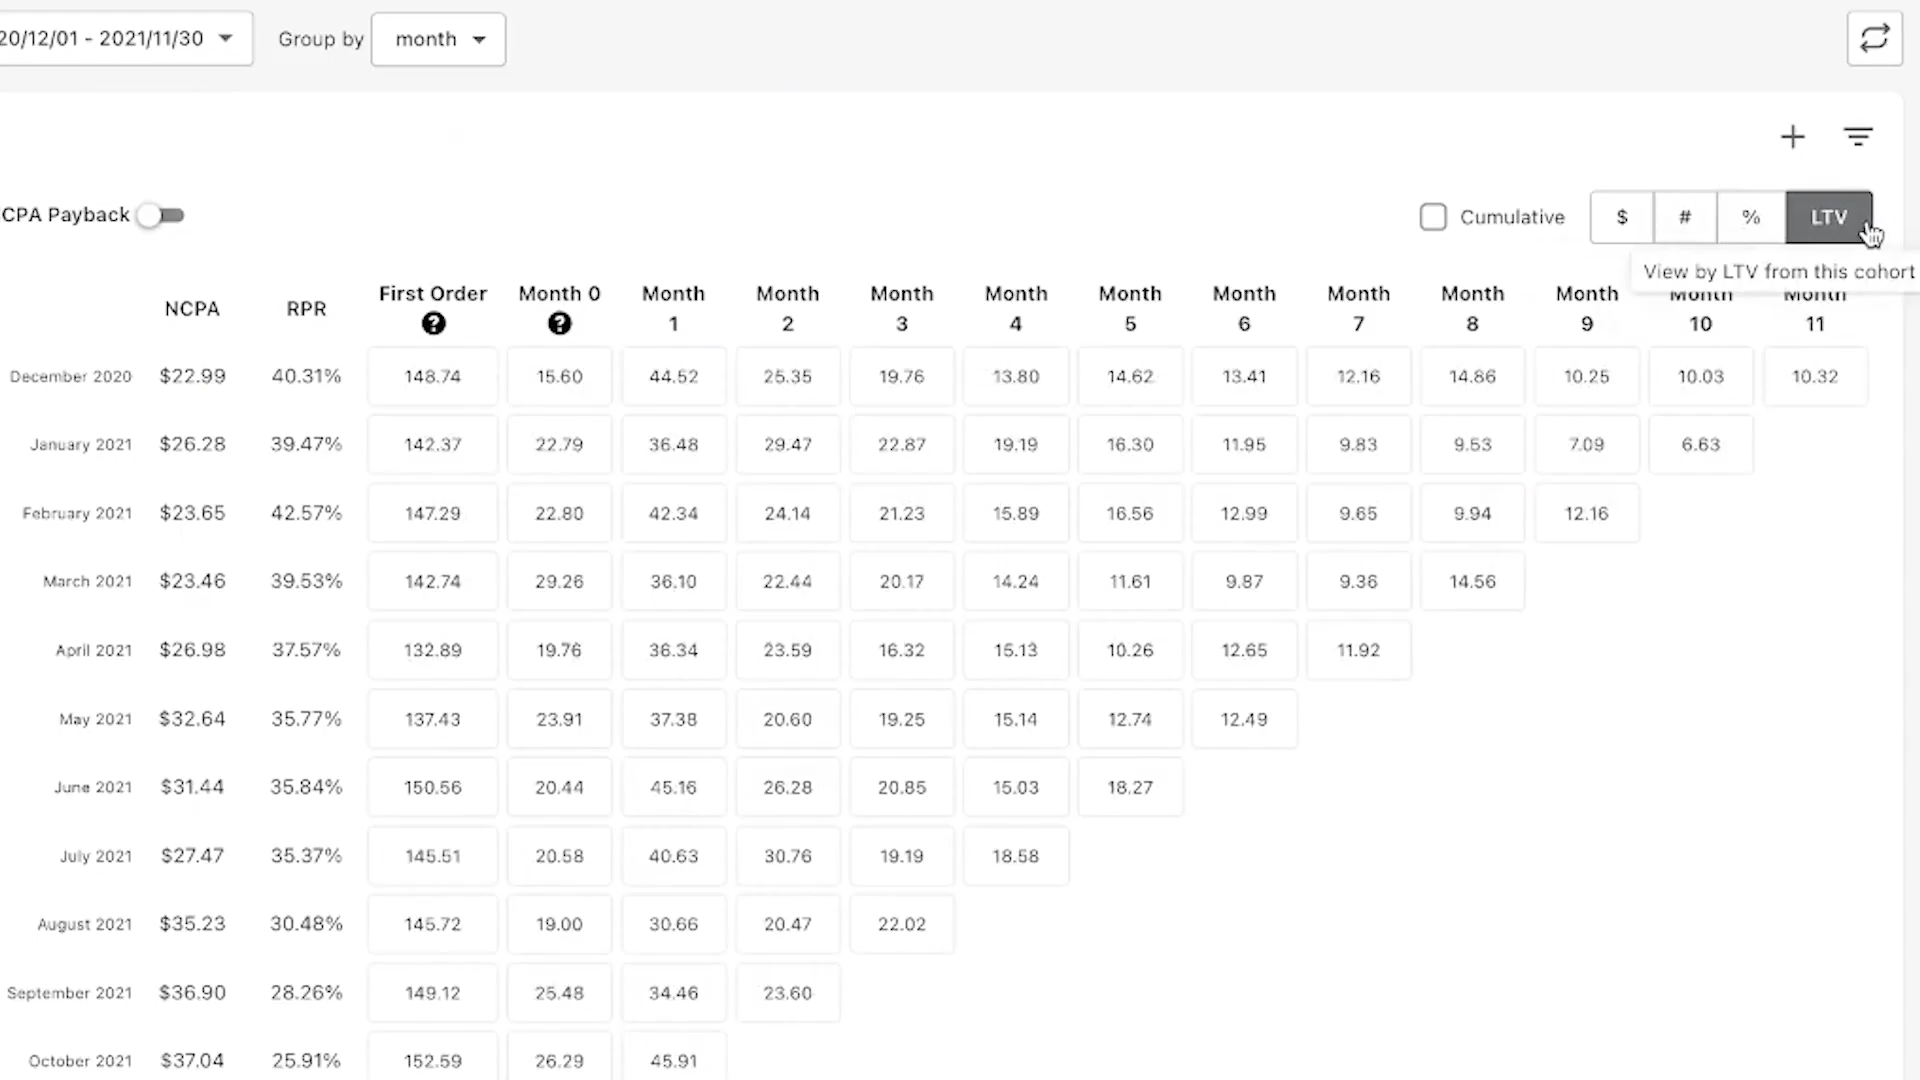 20/12/01 - 2021/11/30 Group by month
CPA Payback Cumulative $ # % LTV
View by LTV from this cohort
NCPA RPR First Order Month 0 Month 1 Month 2 Month 3 Month 4 Month 5 Month 6 Month 7 Month 8 Month 9 Month 10 Month 11
December 2020 $22.99 40.31% 148.74 15.60 44.52 25.35 19.76 13.80 14.62 13.41 12.16 14.86 10.25 10.03 10.32
January 2021 $26.28 39.47% 142.37 22.79 36.48 29.47 22.87 19.19 16.30 11.95 9.83 9.53 7.09 6.63
February 2021 $23.65 42.57% 147.29 22.80 42.34 24.14 21.23 15.89 16.56 12.99 9.65 9.94 12.16
March 2021 $23.46 39.53% 142.74 29.26 36.10 22.44 20.17 14.24 11.61 9.87 9.36 14.56
April 2021 $26.98 37.57% 132.89 19.76 36.34 23.59 16.32 15.13 10.26 12.65 11.92
May 2021 $32.64 35.77% 137.43 23.91 37.38 20.60 19.25 15.14 12.74 12.49
June 2021 $31.44 35.84% 150.56 20.44 45.16 26.28 20.85 15.03 18.27
July 2021 $27.47 35.37% 145.51 20.58 40.63 30.76 19.19 18.58
August 2021 $35.23 30.48% 145.72 19.00 30.66 20.47 22.02
September 2021 $36.90 28.26% 149.12 25.48 34.46 23.60
October 2021 $37.04 25.91% 152.59 26.29 45.91